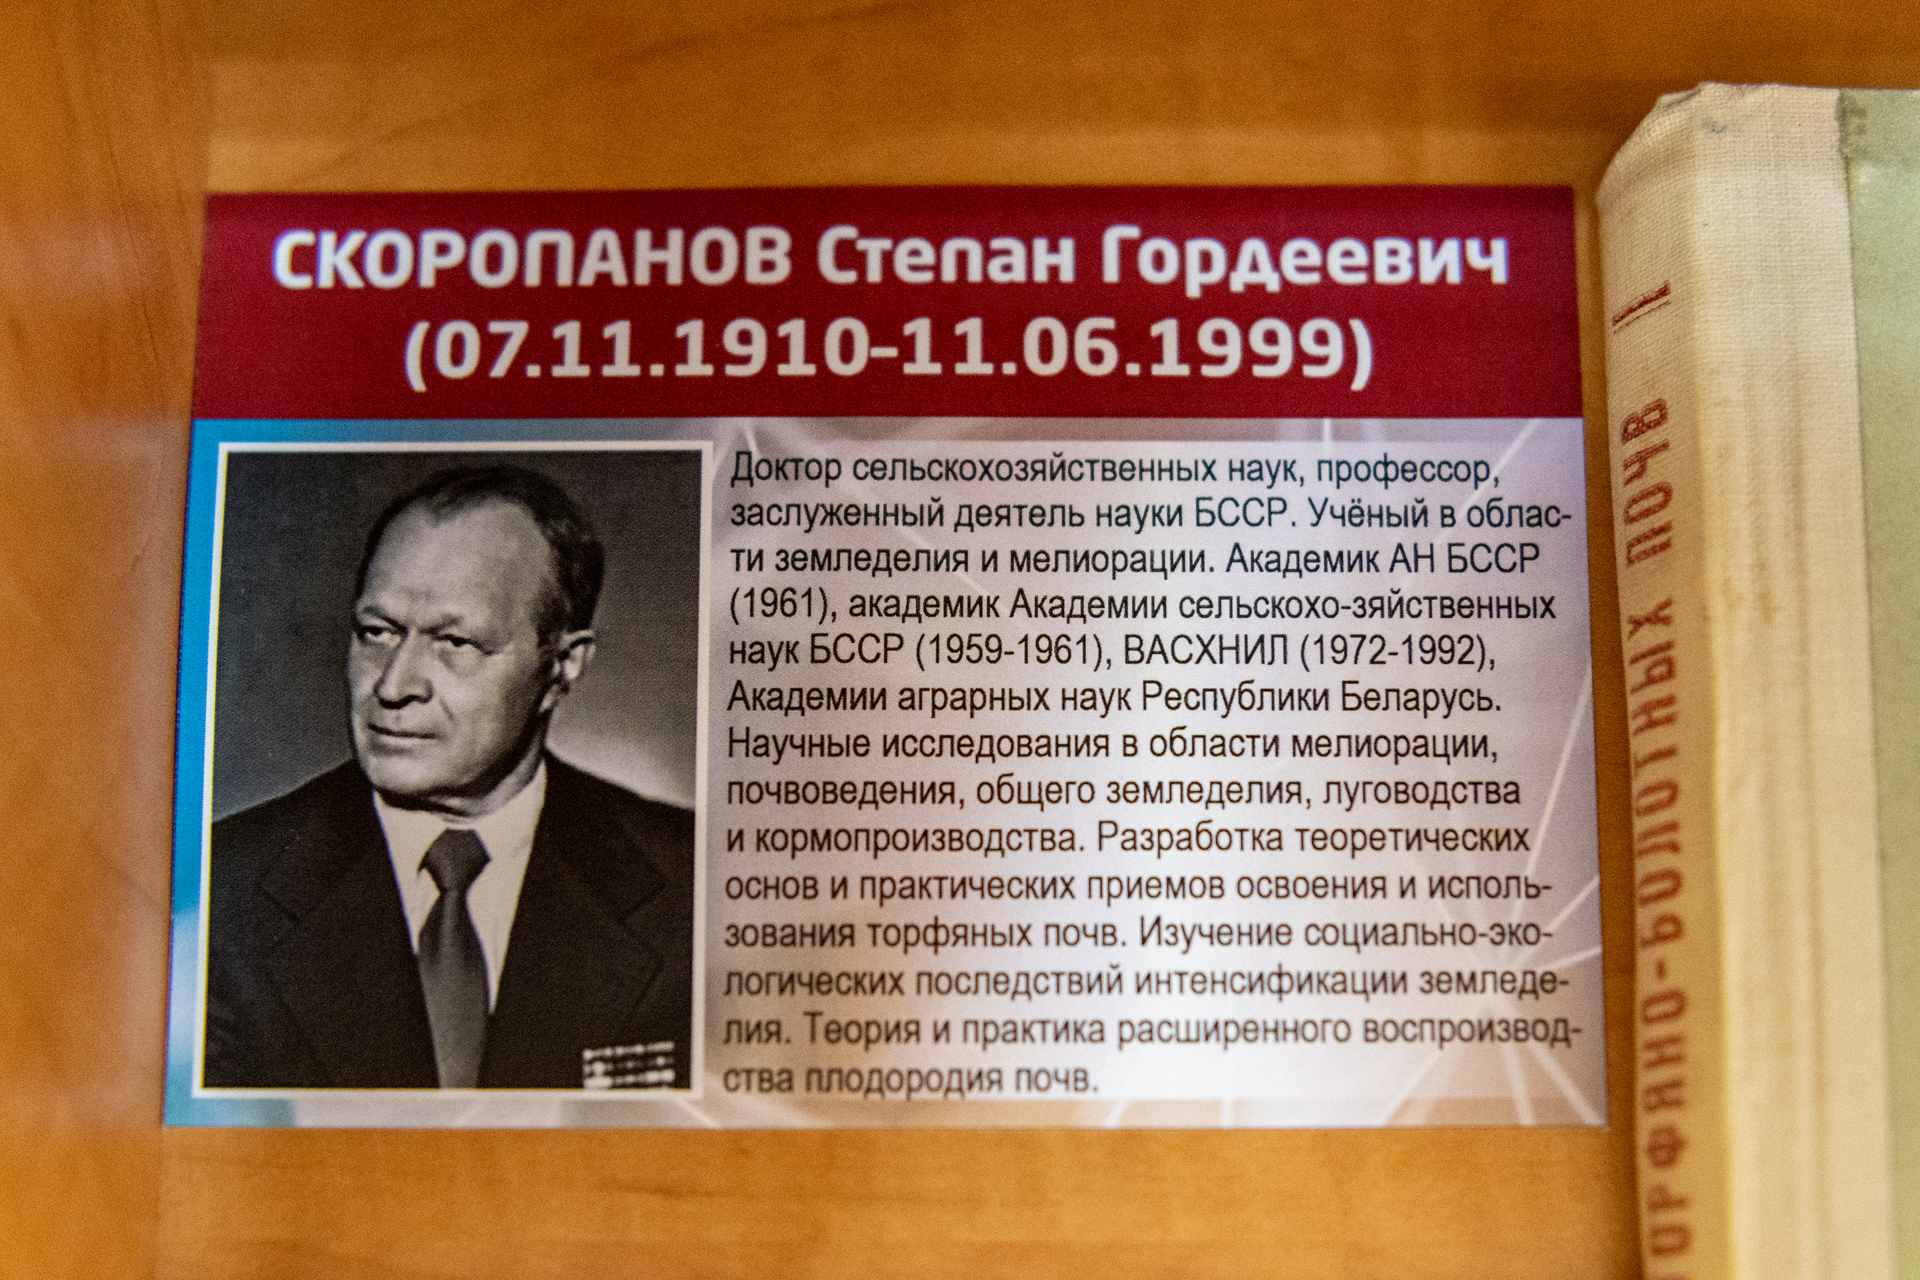 СКОРОПАНОВ Степан Гордеевич
(07.11.1910-11.06.1999)
Доктор сельскохозяйственных наук, профессор,
заслуженный деятель науки БССР. Учёный в облас-
ти земледелия и мелиорации. Академик АН БССР
(1961), академик Академии сельскохо-зяйственных
наук БССР (1959-1961), ВАСХНИЛ (1972-1992),
Академии аграрных наук Республики Беларусь.
Научные исследования в области мелиорации,
почвоведения, общего земледелия, луговодства
и кормопроизводства. Разработка теоретических
основ и практических приемов освоения и исполь-
зования торфяных почв. Изучение социально-эко-
логических последствий интенсификации земледе-
лия. Теория и практика расширенного воспроизвод-
ства плодородия почв.
ОРФЯНО-БОЛОТНЫХ ПОЧВ